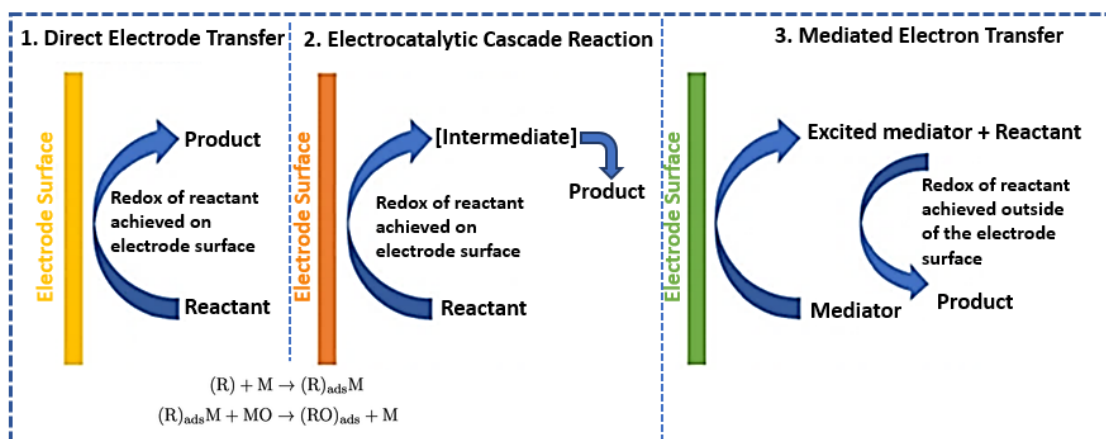 1. Direct Electrode Transfer
Electrode Surface
Product
Redox of reactant
achieved on
electrode surface
Reactant
2. Electrocatalytic Cascade Reaction
Electrode Surface
[Intermediate]
Product
Redox of reactant
achieved on
electrode surface
Reactant
(R) + M → (R)adsM
(R)adsM + MO → (RO)ads + M
3. Mediated Electron Transfer
Electrode Surface
Excited mediator + Reactant
Redox of reactant
achieved outside
of the electrode
surface
Product
Mediator